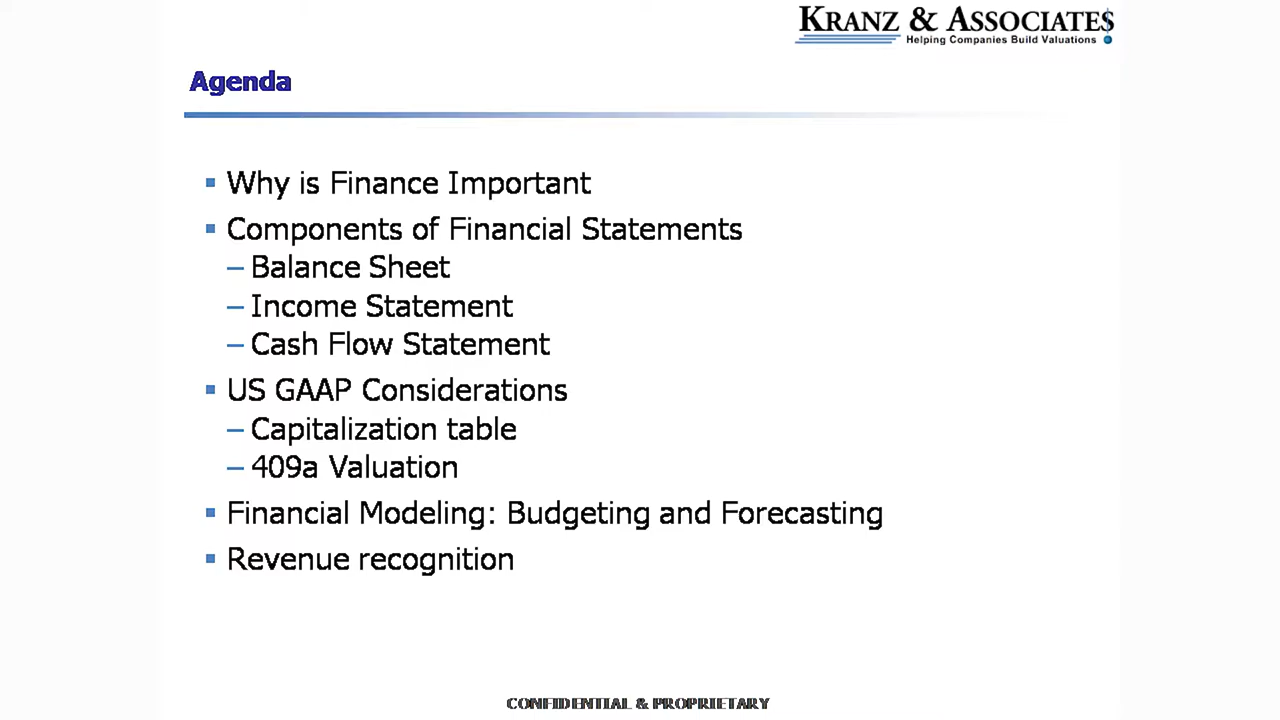 KRANZ & ASSOCIATES
Helping Companies Build Valuations
Agenda
Why is Finance Important
Components of Financial Statements
– Balance Sheet
– Income Statement
– Cash Flow Statement
US GAAP Considerations
– Capitalization table
– 409a Valuation
Financial Modeling: Budgeting and Forecasting
Revenue recognition
CONFIDENTIAL & PROPRIETARY